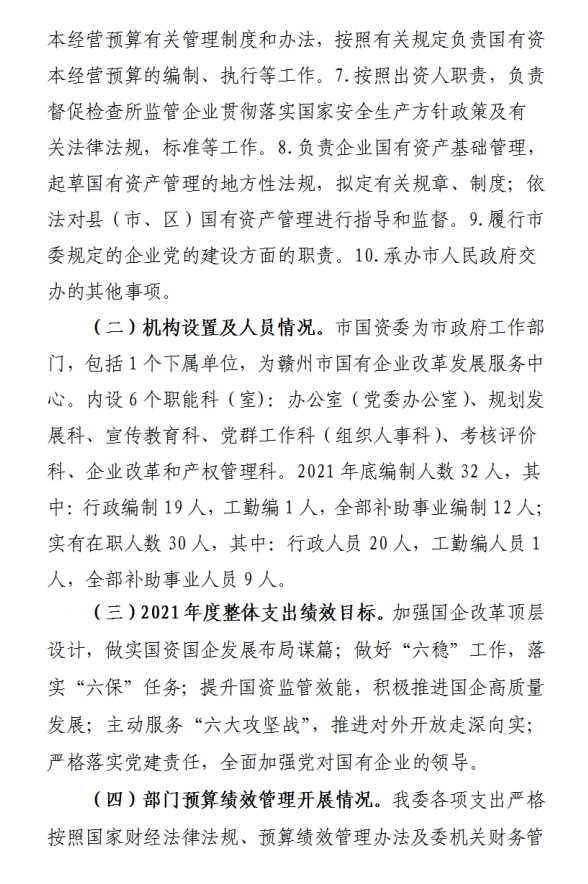 本经营预算有关管理制度和办法，按照有关规定负责国有资
本经营预算的编制、执行等工作。7.按照出资人职责，负责
督促检查所监管企业贯彻落实国家安全生产方针政策及有
关法律法规，标准等工作。8.负责企业国有资产基础管理，
起草国有资产管理的地方性法规，拟定有关规章、制度；依
法对县（市、区）国有资产管理进行指导和监督。9.履行市
委规定的企业党的建设方面的职责。10.承办市人民政府交
办的其他事项。
（二）机构设置及人员情况。市国资委为市政府工作部
门，包括 1 个下属单位，为赣州市国有企业改革发展服务中
心。内设 6 个职能科（室）：办公室（党委办公室）、规划发
展科、宣传教育科、党群工作科（组织人事科）、考核评价
科、企业改革和产权管理科。2021 年底编制人数 32 人，其
中：行政编制 19 人，工勤编 1 人，全部补助事业编制 12 人；
实有在职人数 30 人，其中：行政人员 20 人，工勤编人员 1
人，全部补助事业人员 9 人。
（三）2021 年度整体支出绩效目标。加强国企改革顶层
设计，做实国资国企发展布局谋篇；做好“六稳”工作，落
实“六保”任务；提升国资监管效能，积极推进国企高质量
发展；主动服务“六大攻坚战”，推进对外开放走深向实；
严格落实党建责任，全面加强党对国有企业的领导。
（四）部门预算绩效管理开展情况。我委各项支出严格
按照国家财经法律法规、预算绩效管理办法及委机关财务管